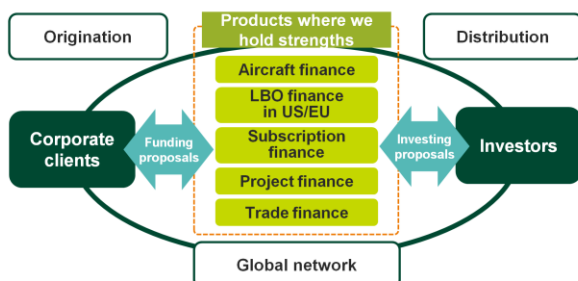 Origination
Products where we
hold strengths
Distribution
Aircraft finance
LBO finance
in US/EU
Corporate
clients
Funding
proposals
Subscription
finance
Investing
proposals
Investors
Project finance
Trade finance
Global network